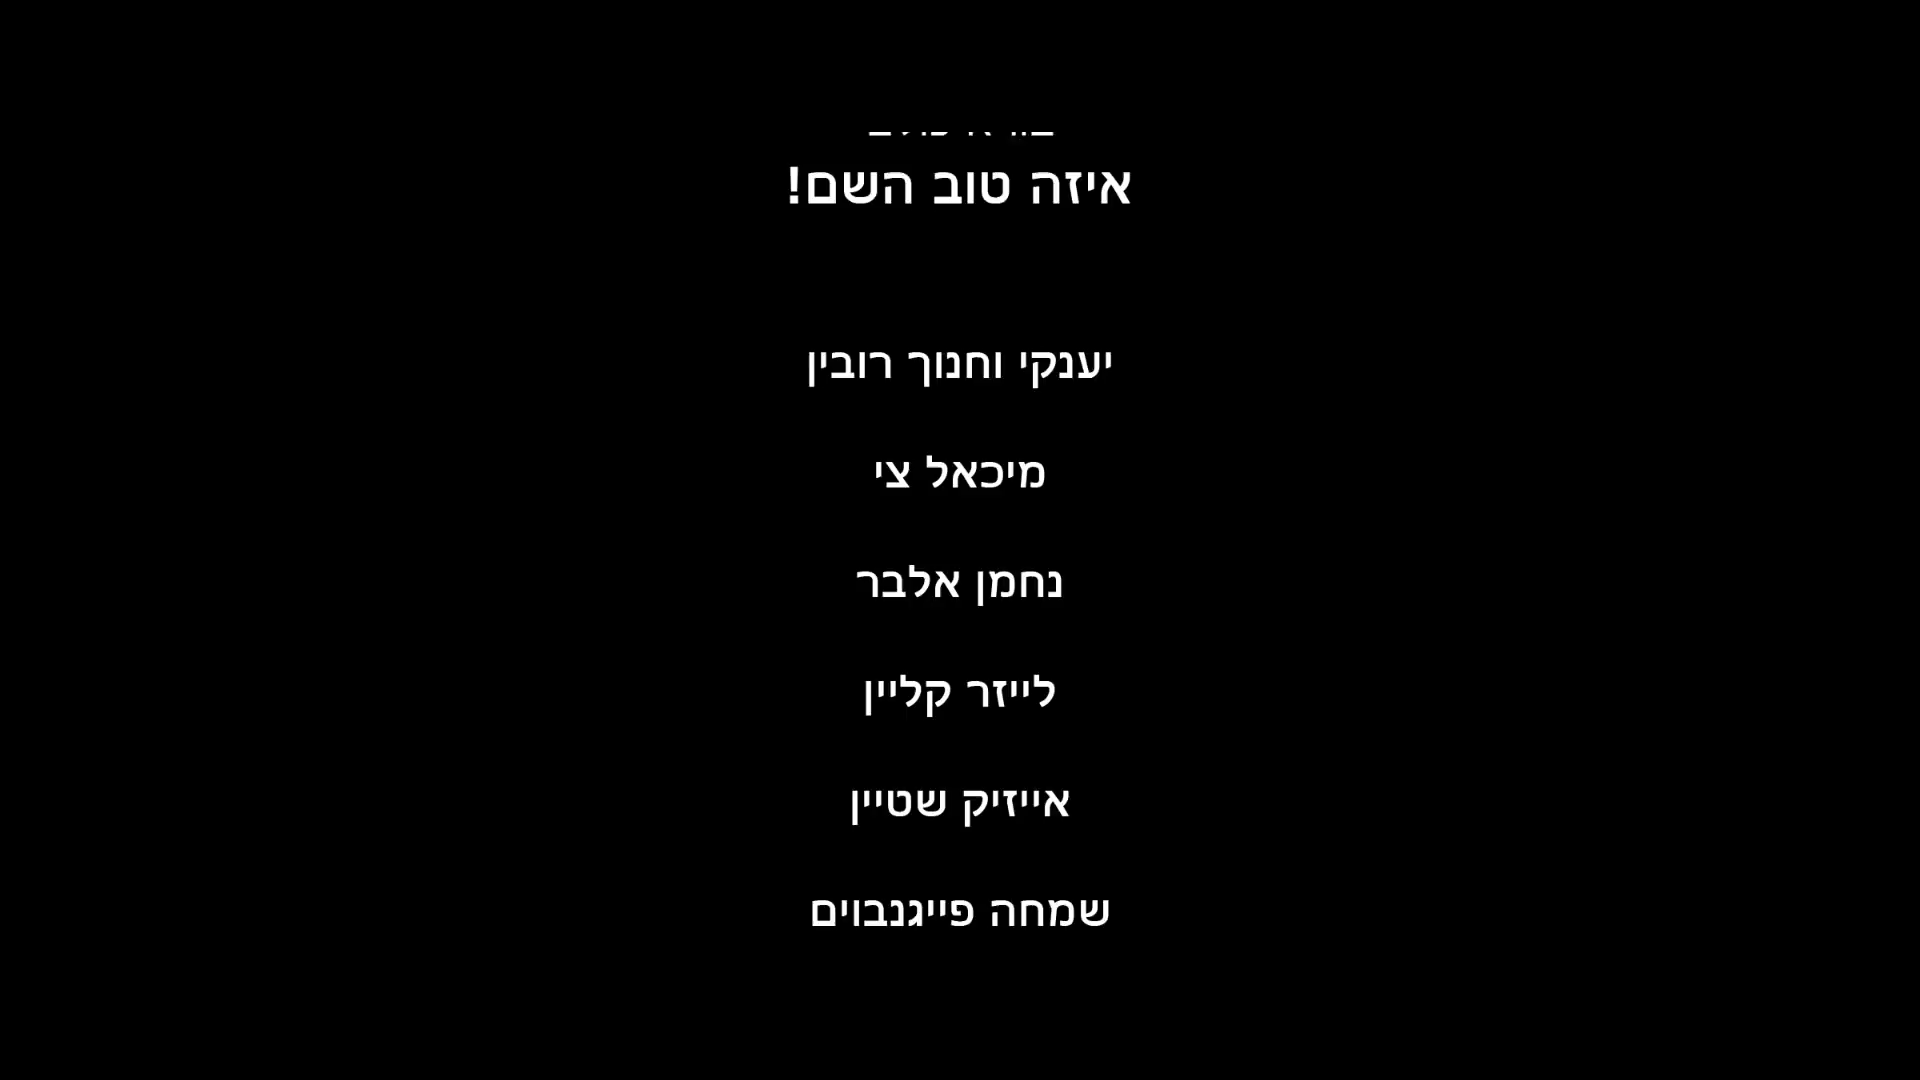 איזה טוב השם!
יענקי וחנוך רובין
מיכאל צי
נחמן אלבר
לייזר קליין
אייזיק שטיין
שמחה פייגנבוים